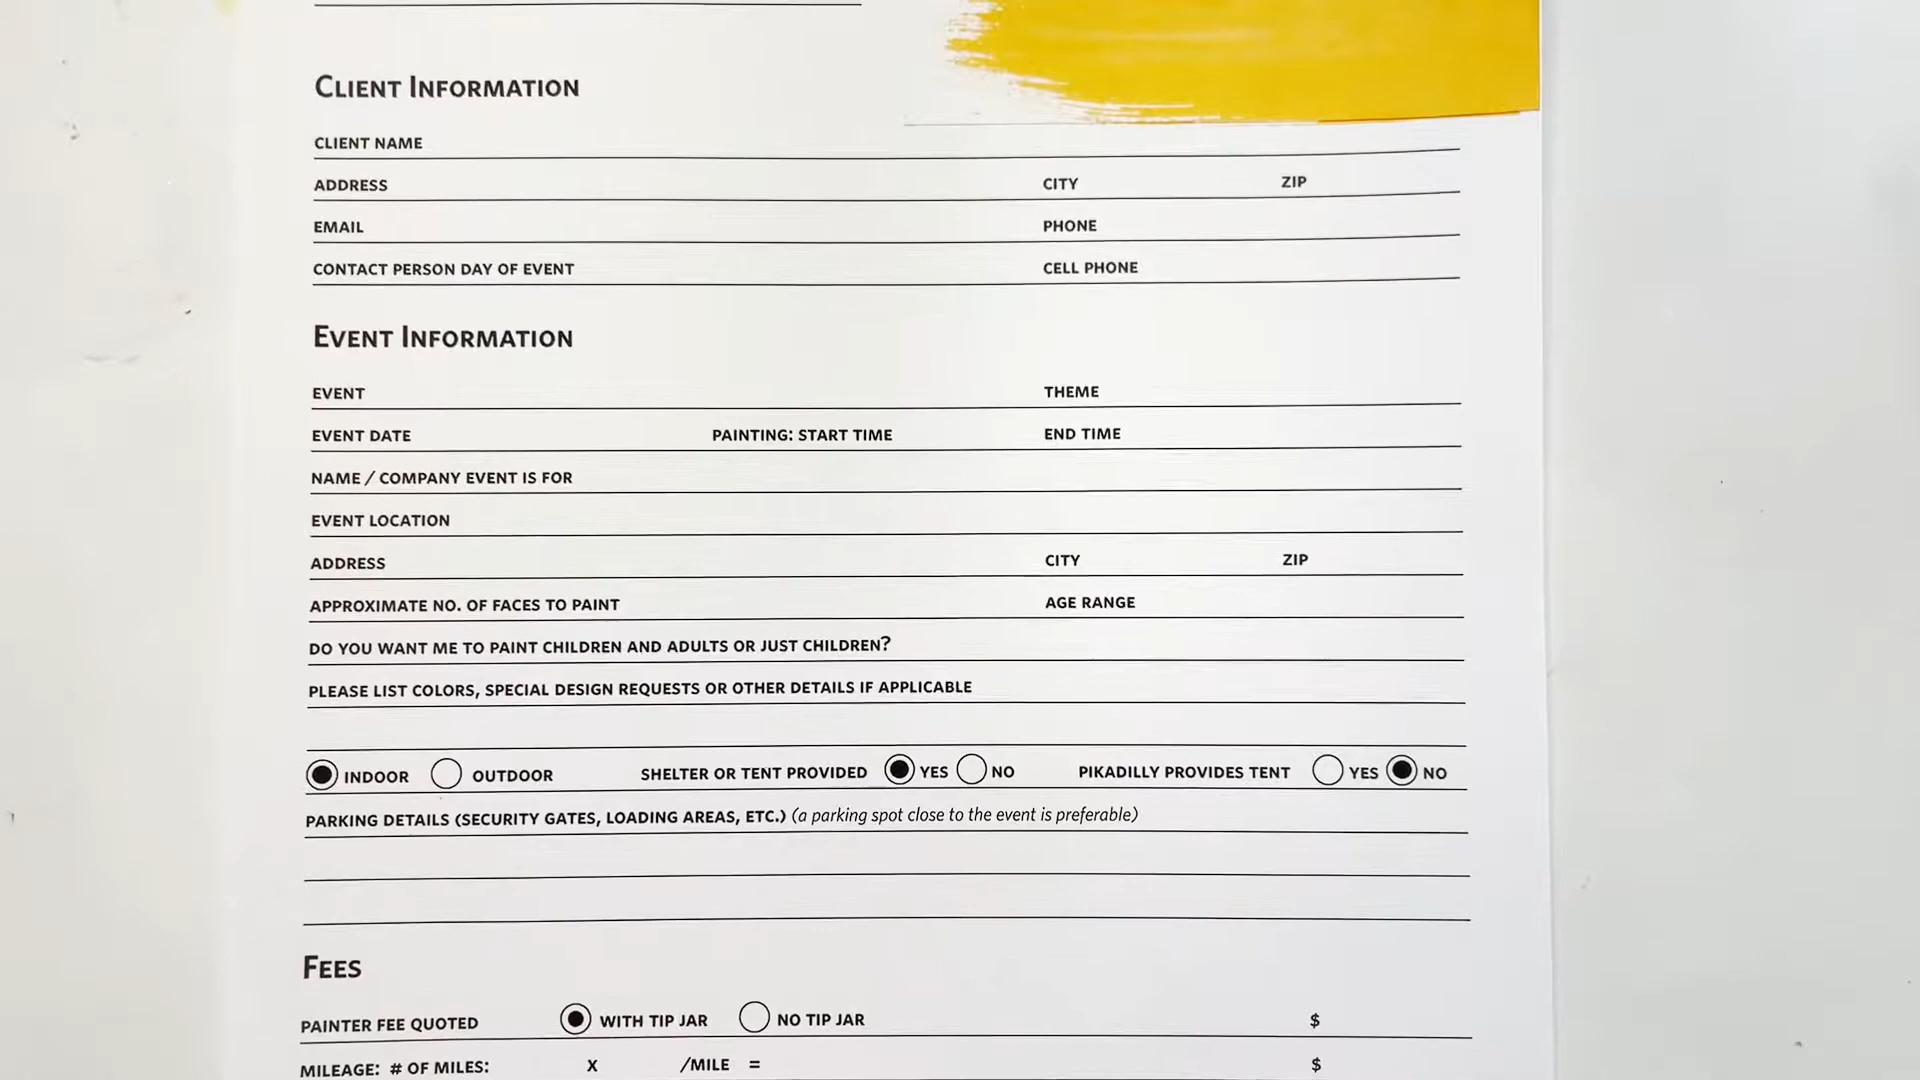 CLIENT INFORMATION
CLIENT NAME
ADDRESS CITY ZIP
EMAIL PHONE
CONTACT PERSON DAY OF EVENT CELL PHONE
EVENT INFORMATION
EVENT THEME
EVENT DATE PAINTING: START TIME END TIME
NAME / COMPANY EVENT IS FOR
EVENT LOCATION
ADDRESS CITY ZIP
APPROXIMATE NO. OF FACES TO PAINT AGE RANGE
DO YOU WANT ME TO PAINT CHILDREN AND ADULTS OR JUST CHILDREN?
PLEASE LIST COLORS, SPECIAL DESIGN REQUESTS OR OTHER DETAILS IF APPLICABLE
INDOOR OUTDOOR SHELTER OR TENT PROVIDED YES NO PIKADILLY PROVIDES TENT YES NO
PARKING DETAILS (SECURITY GATES, LOADING AREAS, ETC.) (a parking spot close to the event is preferable)
FEES
PAINTER FEE QUOTED WITH TIP JAR NO TIP JAR $
MILEAGE: # OF MILES: X /MILE = $